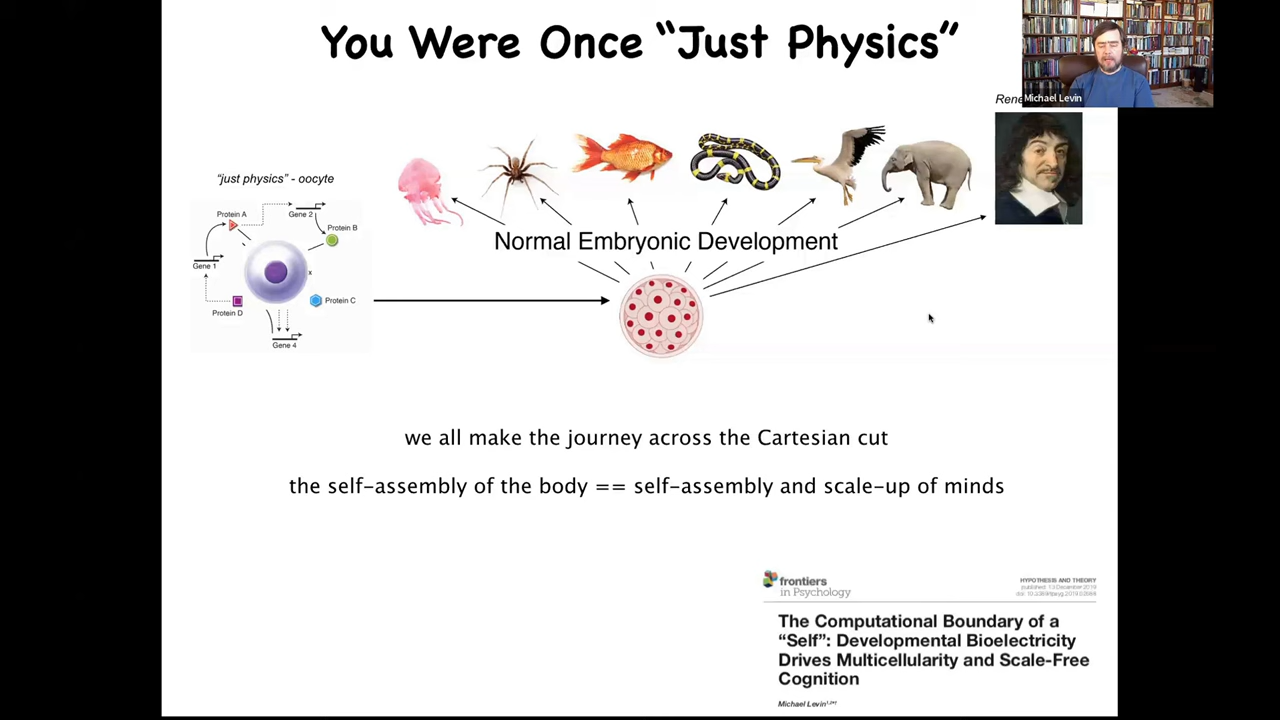 You Were Once "Just Physics"
Michael Levin
"just physics" - oocyte
Protein A
Gene 2
Protein B
Gene 1
x
Protein C
Protein D
Gene 4
Normal Embryonic Development
we all make the journey across the Cartesian cut
the self-assembly of the body == self-assembly and scale-up of minds
frontiers
in Psychology
HYPOTHESIS AND THEORY
The Computational Boundary of a
"Self": Developmental Bioelectricity
Drives Multicellularity and Scale-Free
Cognition
Michael Levin